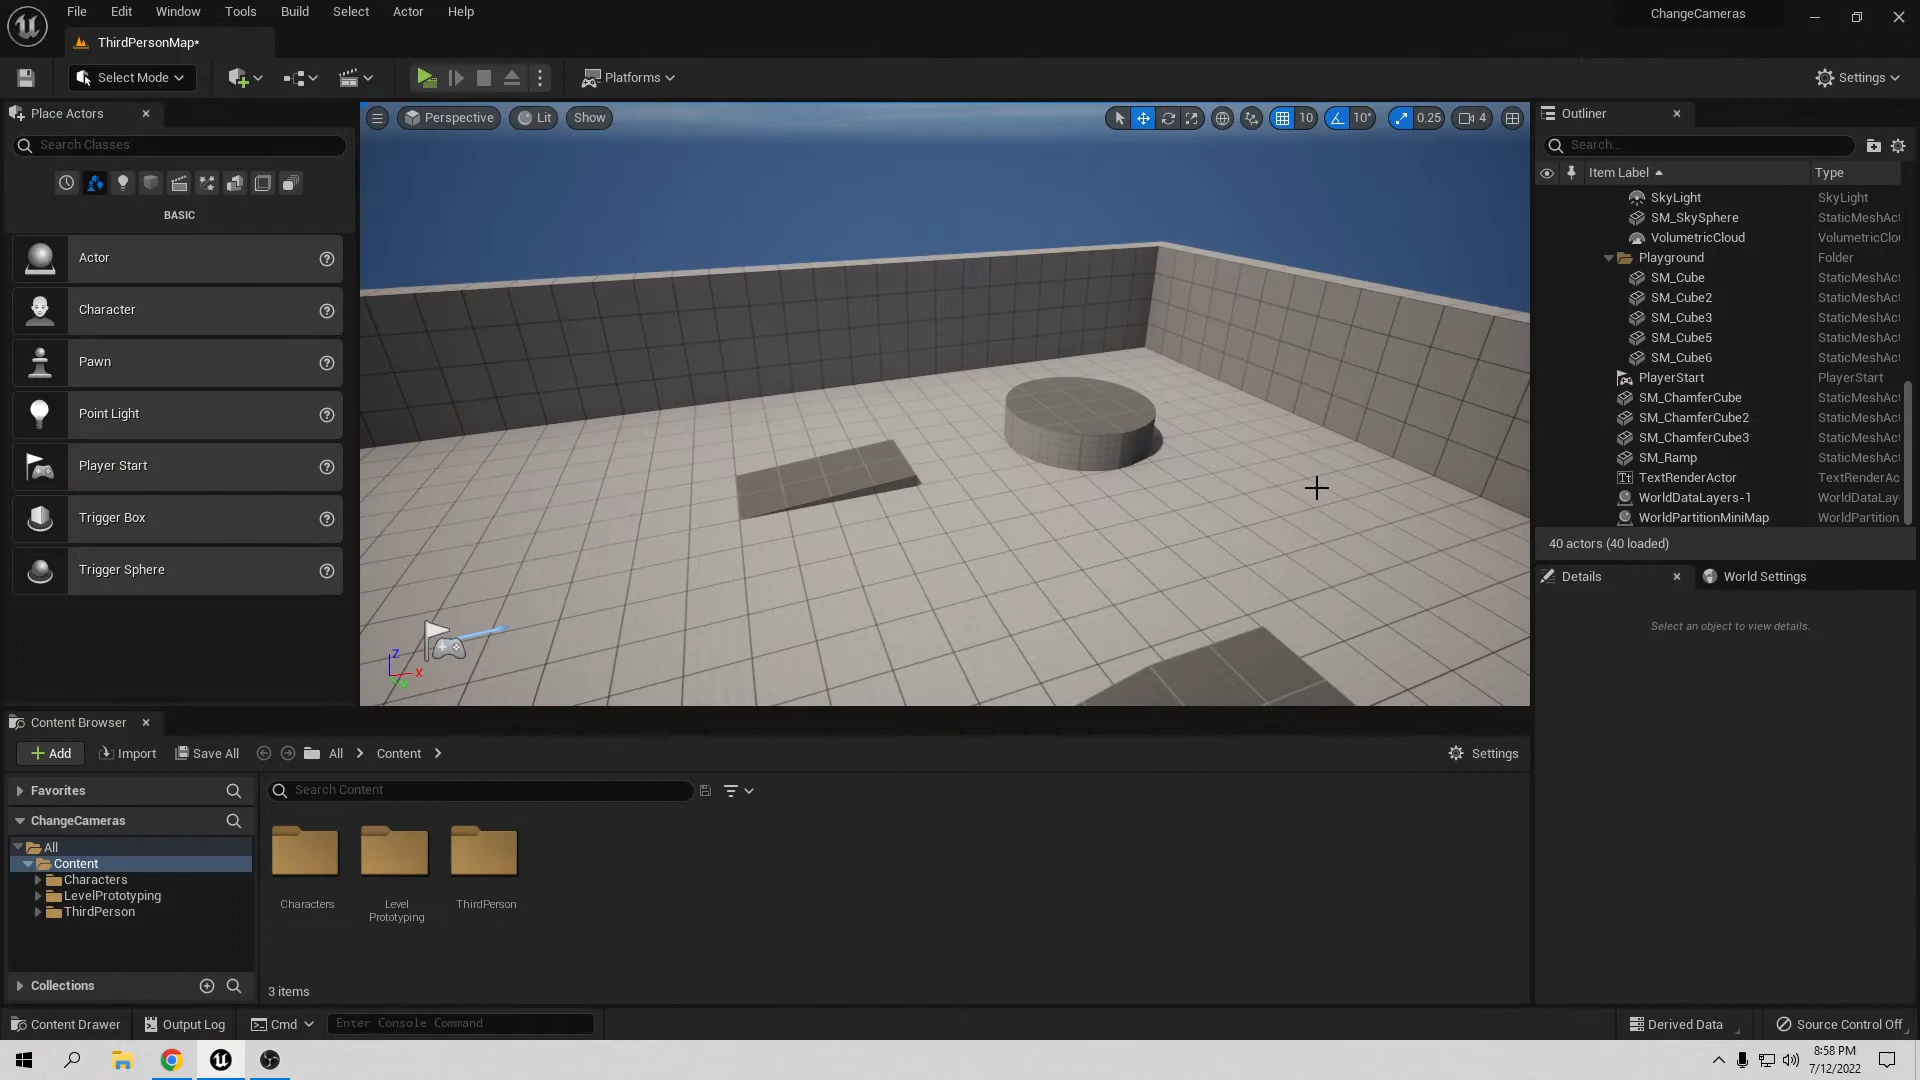 File Edit Window Tools Build Select Actor Help
ChangeCameras
ThirdPersonMap*
Select Mode
Platforms
Settings
Place Actors
Search Classes
BASIC
Actor
Character
Pawn
Point Light
Player Start
Trigger Box
Trigger Sphere
Perspective Lit Show
10 10° 0.25 4
Z
X
Y
Outliner
Search...
Item Label Type
SkyLight SkyLight
SM_SkySphere StaticMeshAct
VolumetricCloud VolumetricClou
Playground Folder
SM_Cube StaticMeshAct
SM_Cube2 StaticMeshAct
SM_Cube3 StaticMeshAct
SM_Cube5 StaticMeshAct
SM_Cube6 StaticMeshAct
PlayerStart PlayerStart
SM_ChamferCube StaticMeshAct
SM_ChamferCube2 StaticMeshAct
SM_ChamferCube3 StaticMeshAct
SM_Ramp StaticMeshAct
TextRenderActor TextRenderAc
WorldDataLayers-1 WorldDataLay
WorldPartitionMiniMap WorldPartition
40 actors (40 loaded)
Details World Settings
Select an object to view details.
Content Browser
Add Import Save All All Content Settings
Favorites
ChangeCameras
All
Content
Characters
LevelPrototyping
ThirdPerson
Collections
Search Content
Characters
Level
Prototyping
ThirdPerson
3 items
Content Drawer Output Log Cmd Enter Console Command Derived Data Source Control Off
8:58 PM
7/12/2022